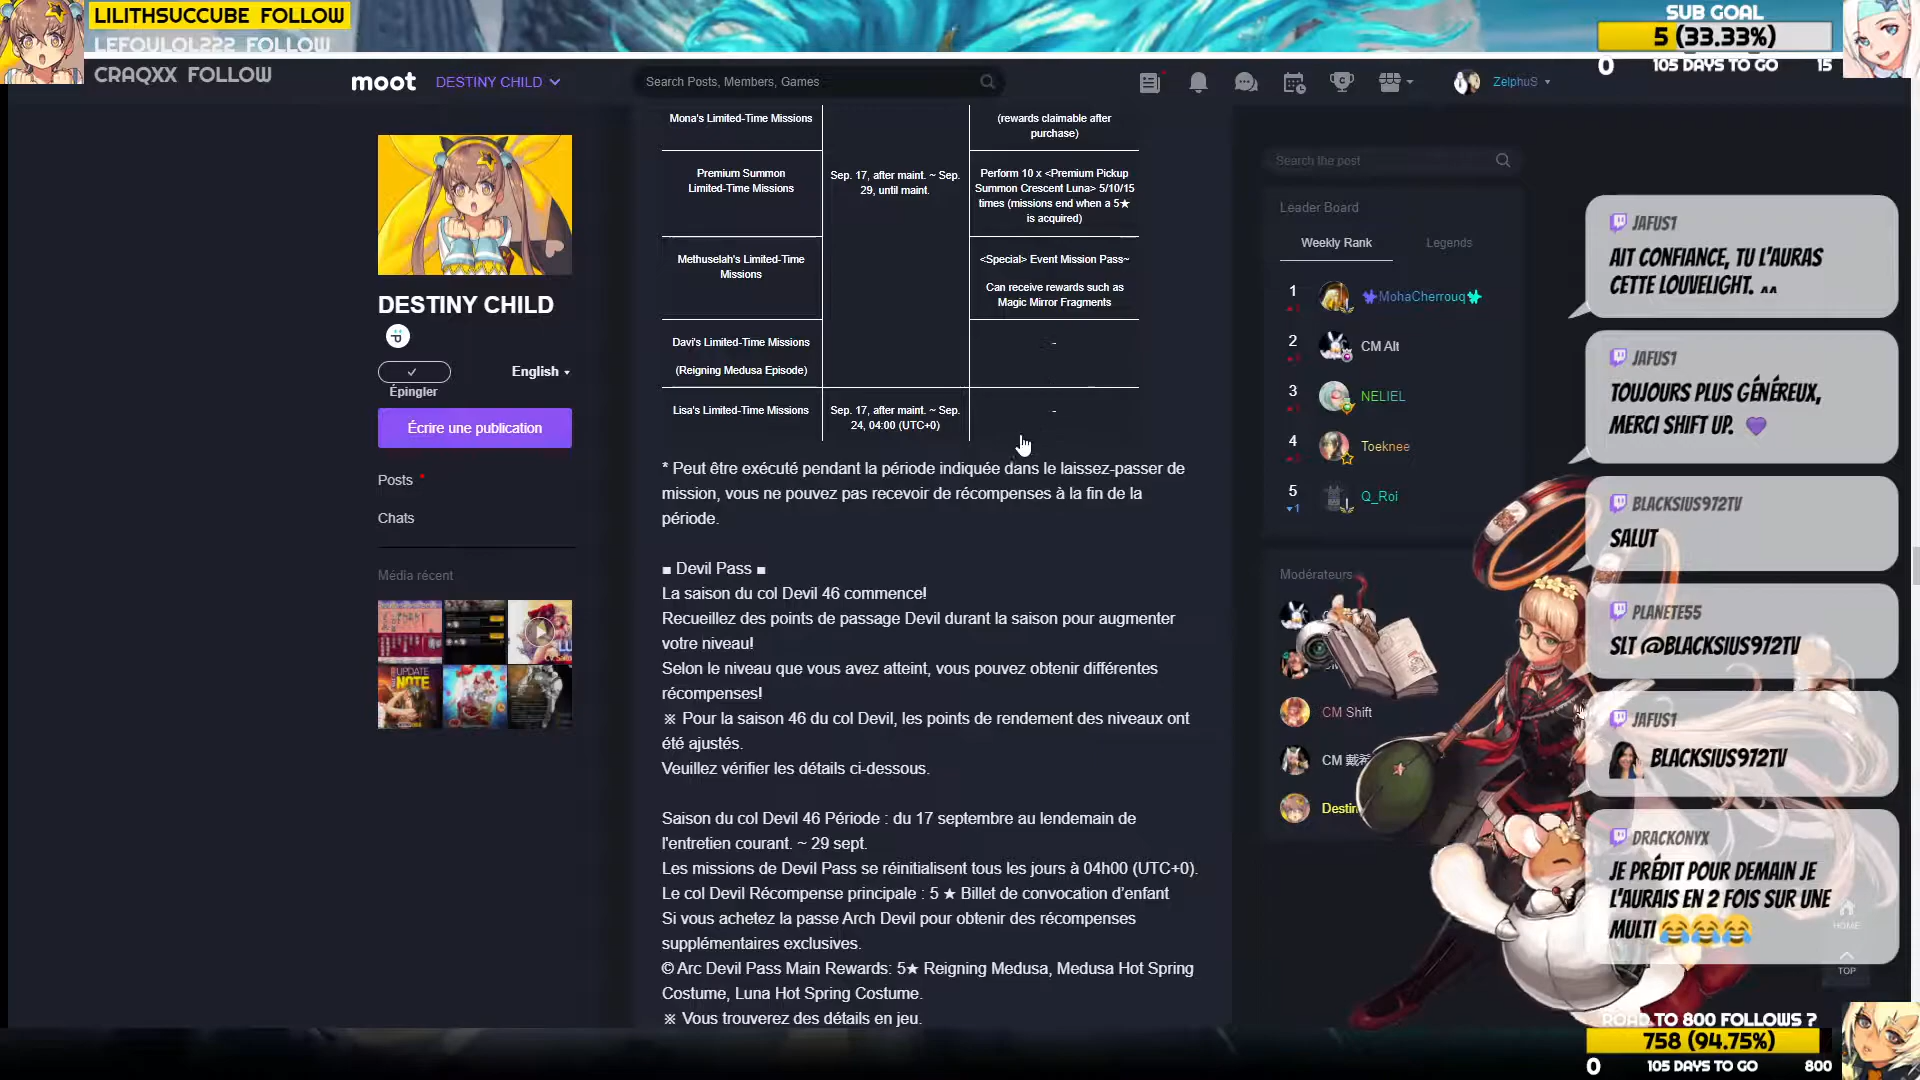 LILITHSUCCUBE FOLLOW
LEFOULOL222 FOLLOW
CRAQXX FOLLOW
moot
DESTINY CHILD
Search Posts, Members, Games
ZelphuS
SUB GOAL
5 (33.33%)
0
105 DAYS TO GO
15
DESTINY CHILD
English
Épingler
Écrire une publication
Posts
Chats
Média récent
UPDATE
NOTE
Mona's Limited-Time Missions
(rewards claimable after
purchase)
Premium Summon
Limited-Time Missions
Sep. 17, after maint. ~ Sep.
29, until maint.
Perform 10 x <Premium Pickup
Summon Crescent Luna> 5/10/15
times (missions end when a 5★
is acquired)
Methuselah's Limited-Time
Missions
<Special> Event Mission Pass~
Can receive rewards such as
Magic Mirror Fragments
Davi's Limited-Time Missions
(Reigning Medusa Episode)
-
Lisa's Limited-Time Missions
Sep. 17, after maint. ~ Sep.
24, 04:00 (UTC+0)
-
* Peut être exécuté pendant la période indiquée dans le laissez-passer de
mission, vous ne pouvez pas recevoir de récompenses à la fin de la
période.
■ Devil Pass ■
La saison du col Devil 46 commence!
Recueillez des points de passage Devil durant la saison pour augmenter
votre niveau!
Selon le niveau que vous avez atteint, vous pouvez obtenir différentes
récompenses!
※ Pour la saison 46 du col Devil, les points de rendement des niveaux ont
été ajustés.
Veuillez vérifier les détails ci-dessous.
Saison du col Devil 46 Période : du 17 septembre au lendemain de
l'entretien courant. ~ 29 sept.
Les missions de Devil Pass se réinitialisent tous les jours à 04h00 (UTC+0).
Le col Devil Récompense principale : 5 ★ Billet de convocation d’enfant
Si vous achetez la passe Arch Devil pour obtenir des récompenses
supplémentaires exclusives.
© Arc Devil Pass Main Rewards: 5★ Reigning Medusa, Medusa Hot Spring
Costume, Luna Hot Spring Costume.
※ Vous trouverez des détails en jeu.
Search the post
Leader Board
Weekly Rank
Legends
1
MohaCherrouq
2
CM Alt
3
NELIEL
4
Toeknee
5
1
Q_Roi
Modérateurs
CM Shift
CM 戴希
Destin
JAFUS1
AIT CONFIANCE, TU L'AURAS
CETTE LOUVELIGHT. ^^
JAFUS1
TOUJOURS PLUS GÉNÉREUX,
MERCI SHIFT UP.
BLACKSIUS972TV
SALUT
PLANETE55
SLT @BLACKSIUS972TV
JAFUS1
BLACKSIUS972TV
DRACKONYX
JE PRÉDIT POUR DEMAIN JE
L'AURAIS EN 2 FOIS SUR UNE
MULTI 😂😂😂
HOME
TOP
ROAD TO 800 FOLLOWS ?
758 (94.75%)
0
105 DAYS TO GO
800